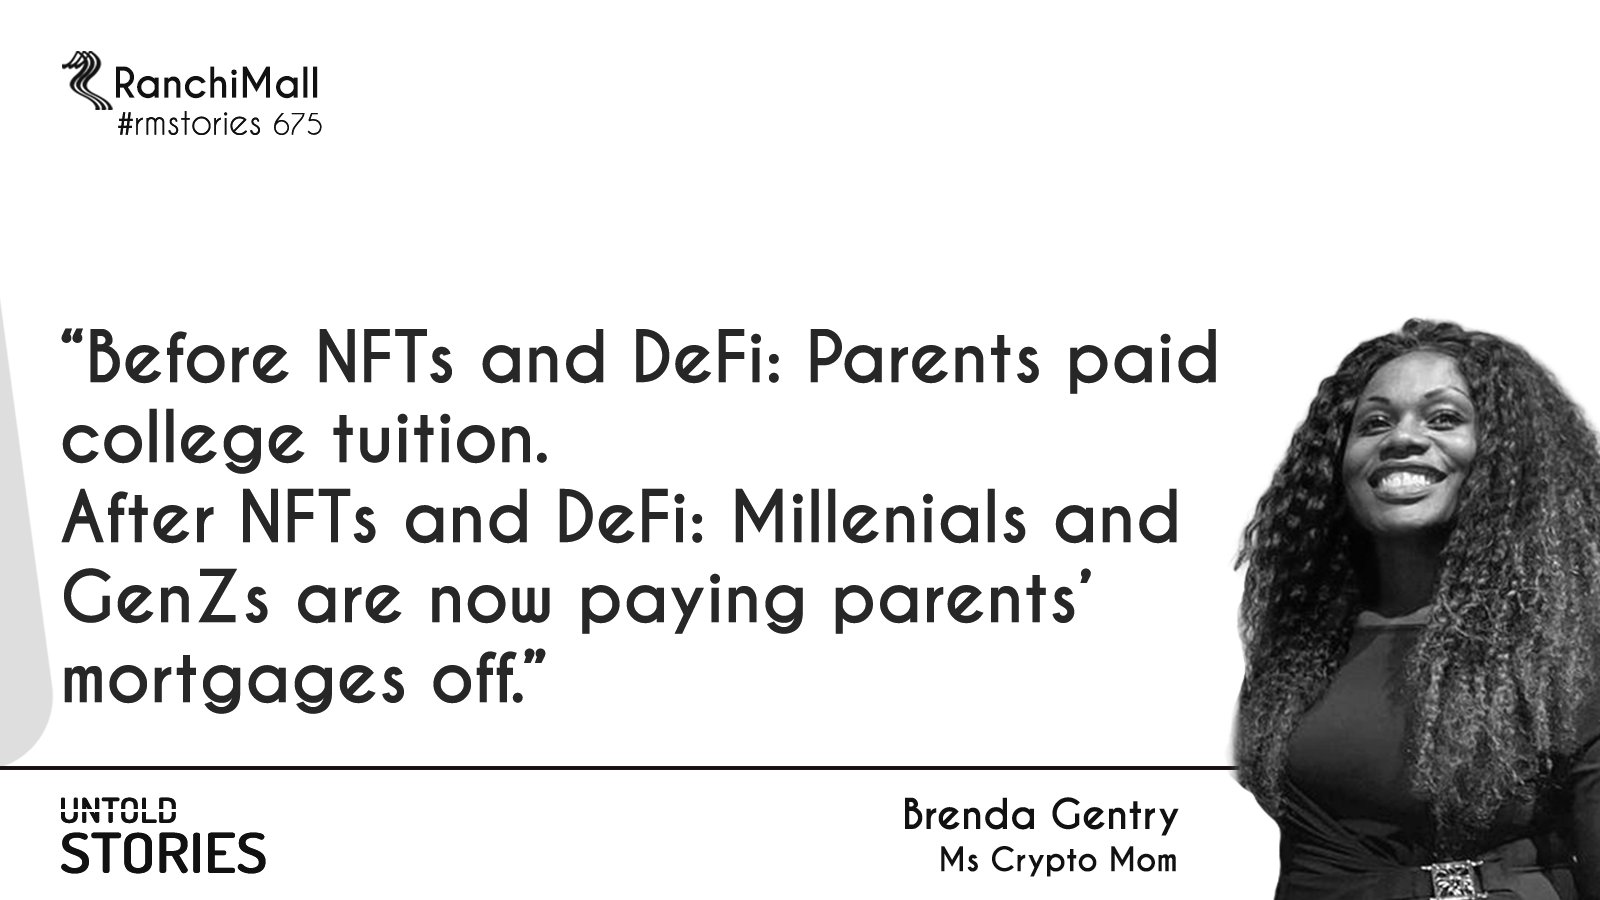 RanchiMall
#rmstories 675
“Before NFTs and DeFi: Parents paid
college tuition.
After NFTs and DeFi: Millenials and
GenZs are now paying parents’
mortgages off.”
UNTOLD
STORIES
Brenda Gentry
Ms Crypto Mom